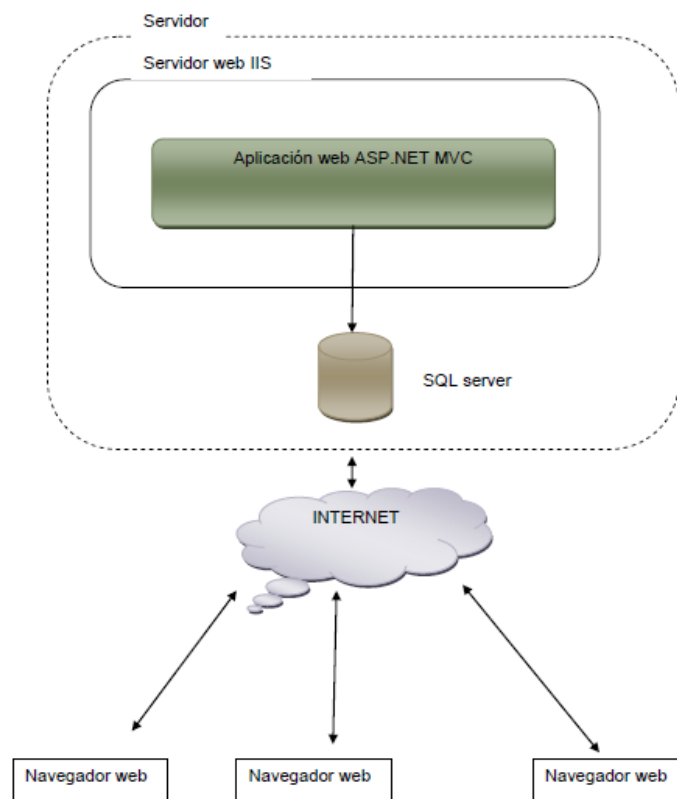 Servidor
Servidor web IIS
Aplicación web ASP.NET MVC
SQL server
INTERNET
Navegador web
Navegador web
Navegador web